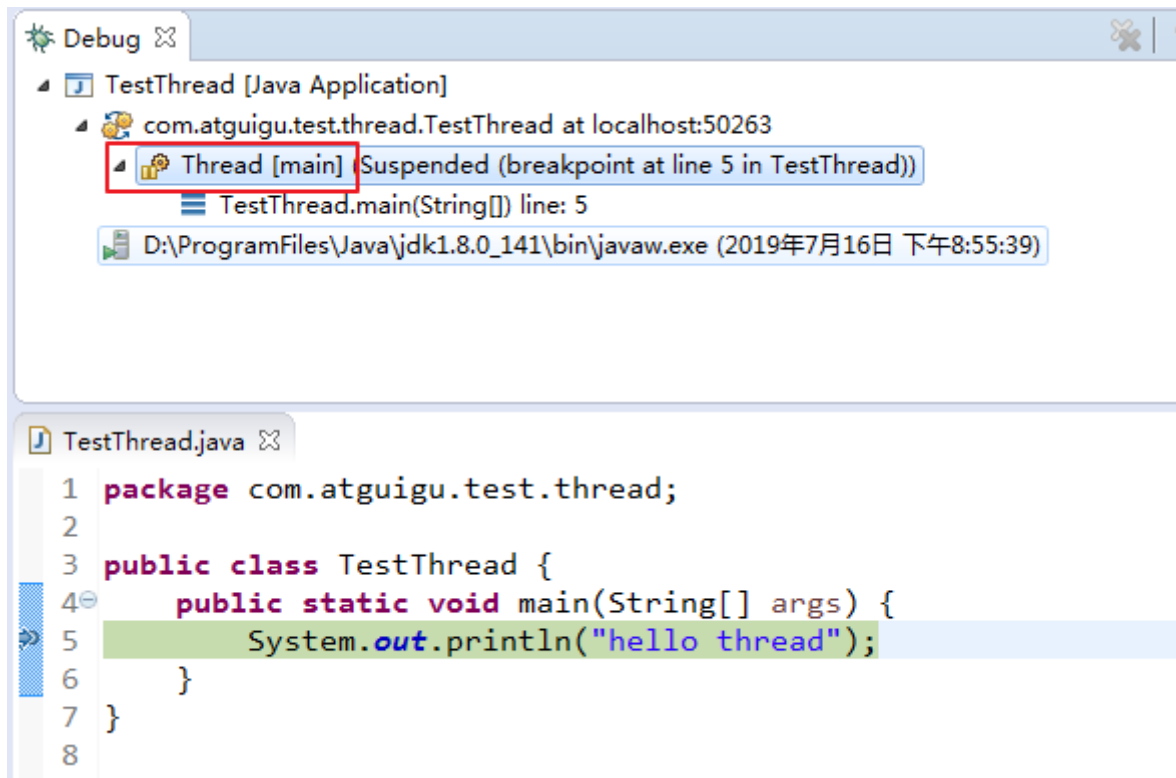 Debug
TestThread [Java Application]
com.atguigu.test.thread.TestThread at localhost:50263
Thread [main] (Suspended (breakpoint at line 5 in TestThread))
TestThread.main(String[]) line: 5
D:\ProgramFiles\Java\jdk1.8.0_141\bin\javaw.exe (2019年7月16日 下午8:55:39)
TestThread.java
1 package com.atguigu.test.thread;
2
3 public class TestThread {
4 public static void main(String[] args) {
5 System.out.println("hello thread");
6 }
7 }
8